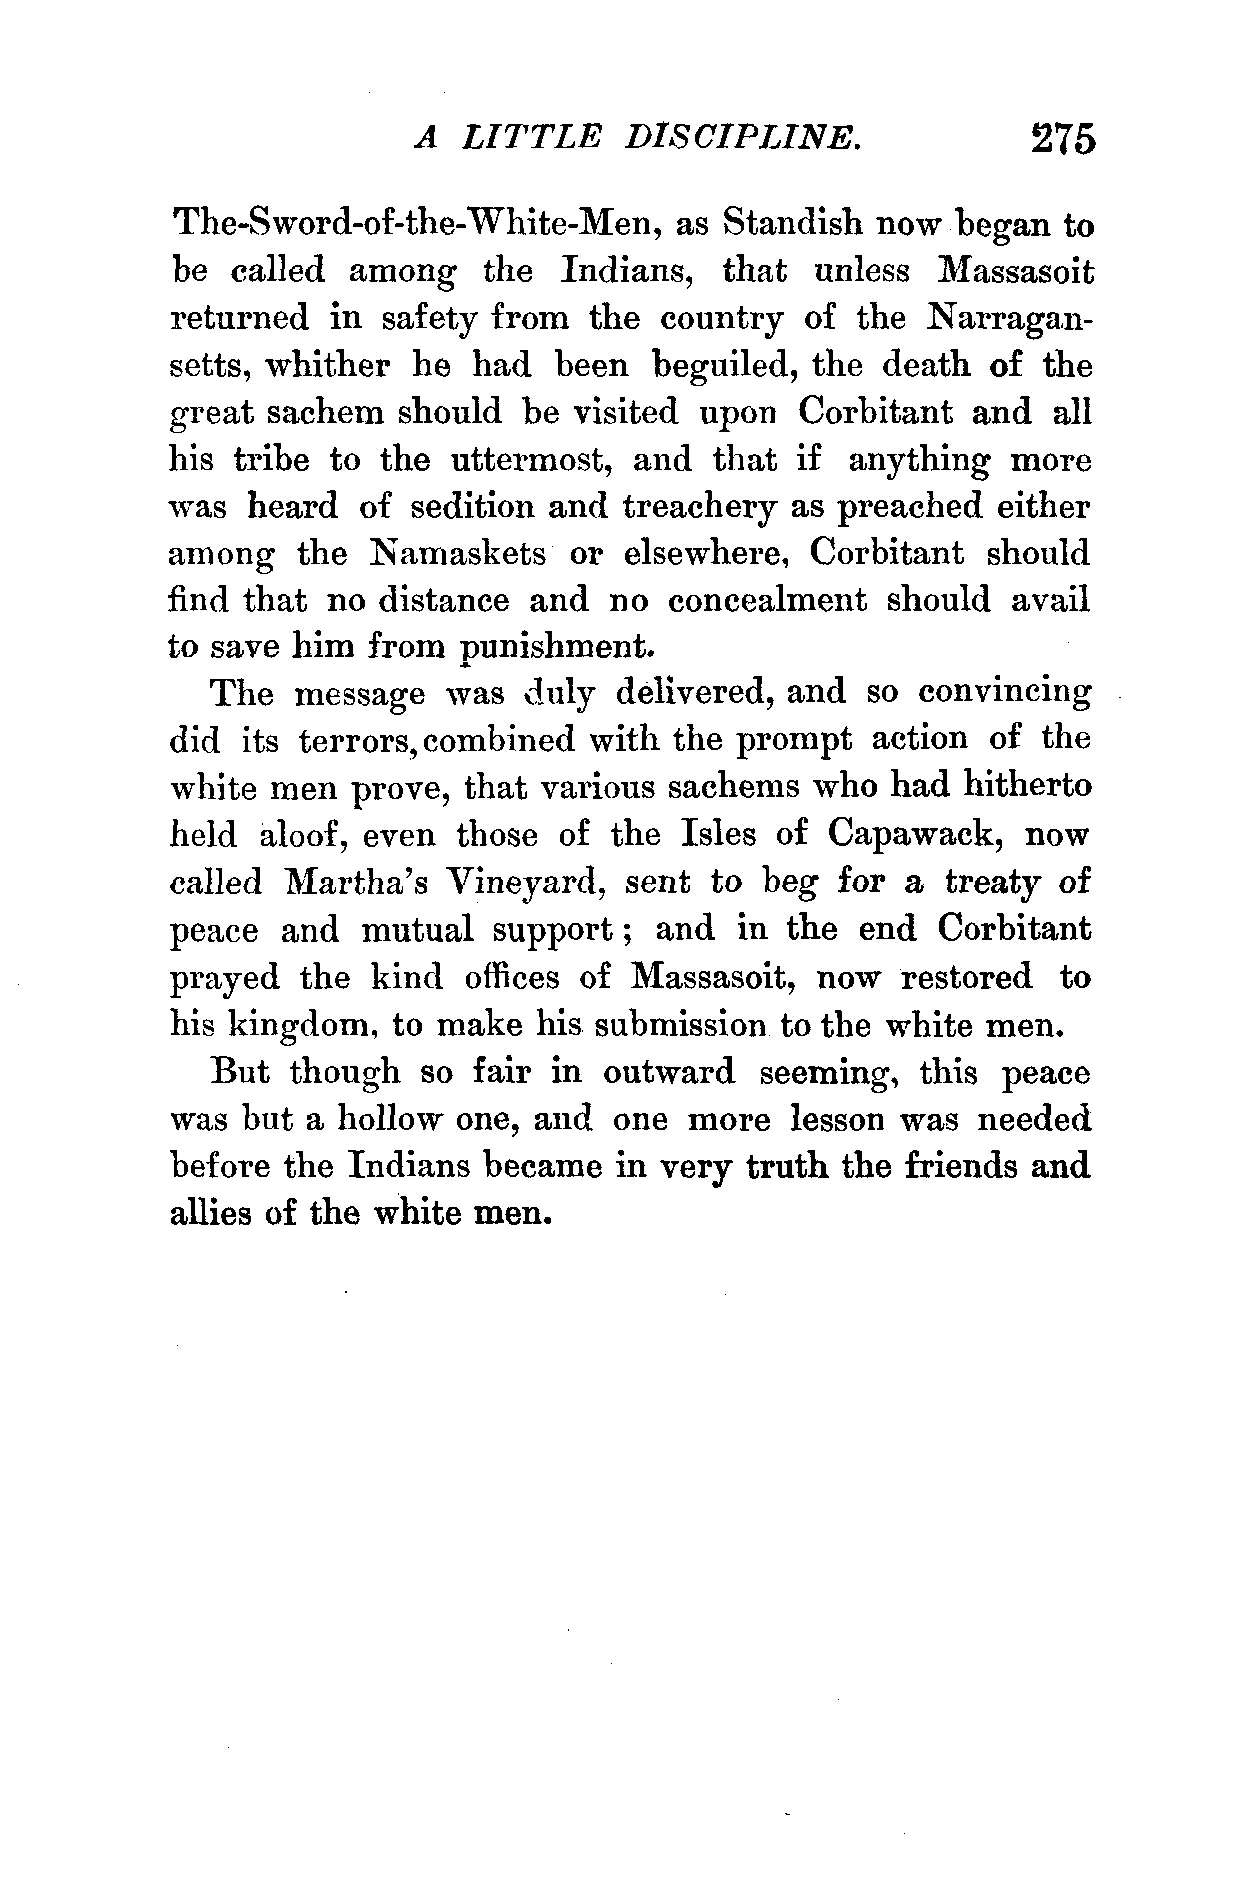 A LITTLE DISCIPLINE. 275
The-Sword-of-the-White-Men, as Standish now began to
be called among the Indians, that unless Massasoit
returned in safety from the country of the Narragan-
setts, whither he had been beguiled, the death of the
great sachem should be visited upon Corbitant and all
his tribe to the uttermost, and that if anything more
was heard of sedition and treachery as preached either
among the Namaskets or elsewhere, Corbitant should
find that no distance and no concealment should avail
to save him from punishment.
The message was duly delivered, and so convincing
did its terrors, combined with the prompt action of the
white men prove, that various sachems who had hitherto
held aloof, even those of the Isles of Capawack, now
called Martha's Vineyard, sent to beg for a treaty of
peace and mutual support; and in the end Corbitant
prayed the kind offices of Massasoit, now restored to
his kingdom, to make his submission to the white men.
But though so fair in outward seeming, this peace
was but a hollow one, and one more lesson was needed
before the Indians became in very truth the friends and
allies of the white men.